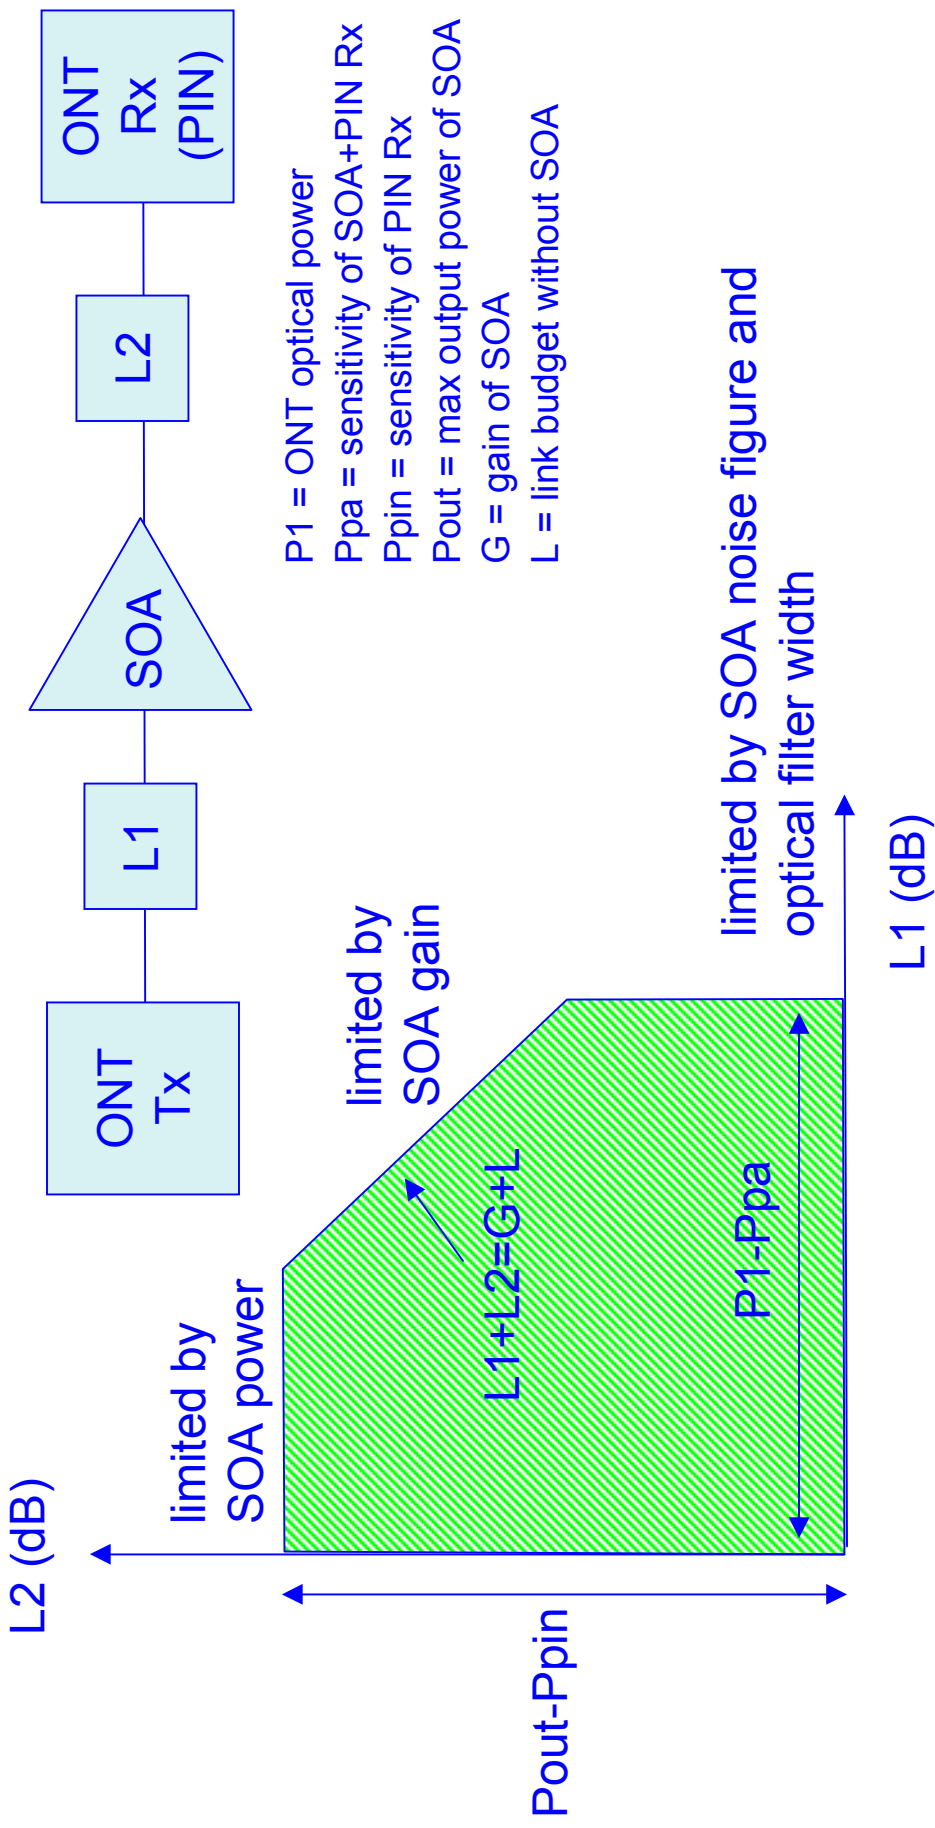 ONT
Tx
L1
SOA
L2
ONT
Rx
(PIN)
P1 = ONT optical power
Ppa = sensitivity of SOA+PIN Rx
Ppin = sensitivity of PIN Rx
Pout = max output power of SOA
G = gain of SOA
L = link budget without SOA
L2 (dB)
limited by
SOA power
limited by
SOA gain
L1+L2=G+L
Pout-Ppin
P1-Ppa
limited by SOA noise figure and
optical filter width
L1 (dB)